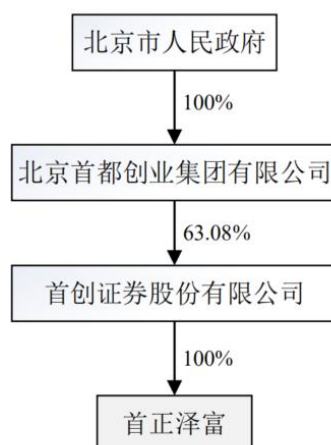 北京市人民政府
100%
北京首都创业集团有限公司
63.08%
首创证券股份有限公司
100%
首正泽富